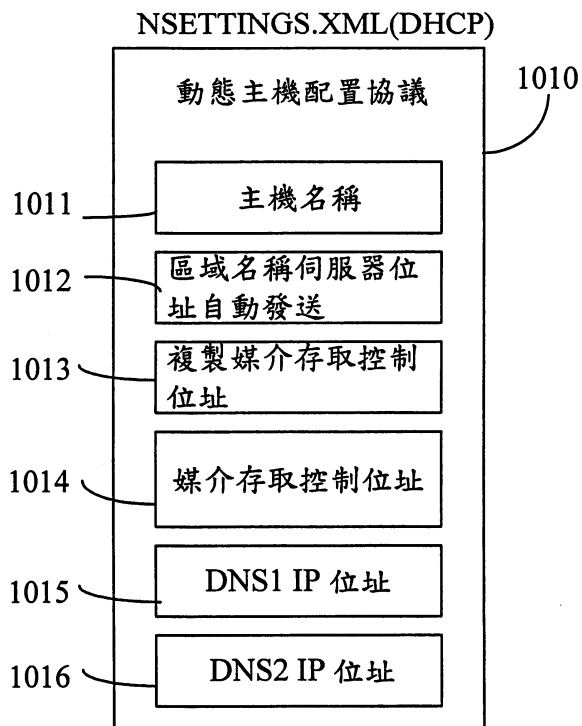 NSETTINGS.XML(DHCP)
動態主機配置協議
1010
1011
主機名稱
1012
區域名稱伺服器位
址自動發送
1013
複製媒介存取控制
位址
1014
媒介存取控制位址
1015
DNS1 IP 位址
1016
DNS2 IP 位址